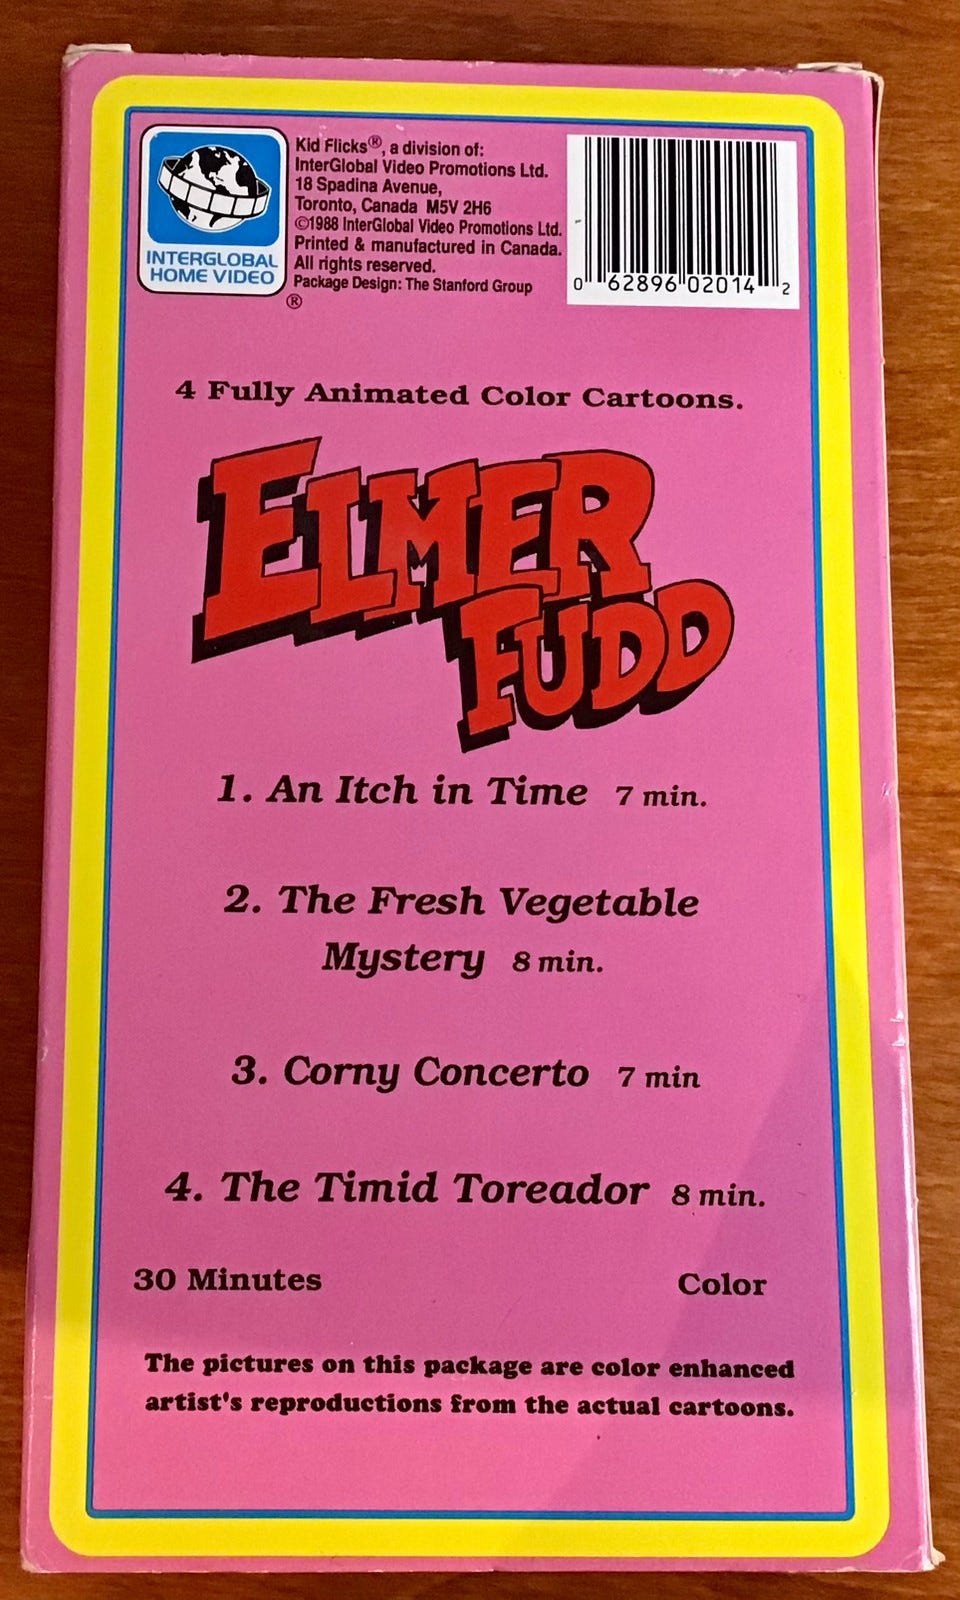 INTERGLOBAL
HOME VIDEO
®
Kid Flicks®, a division of:
InterGlobal Video Promotions Ltd.
18 Spadina Avenue,
Toronto, Canada M5V 2H6
©1988 InterGlobal Video Promotions Ltd.
Printed & manufactured in Canada.
All rights reserved.
Package Design: The Stanford Group
0 62896 02014 2
4 Fully Animated Color Cartoons.
ELMER
FUDD
1. An Itch in Time 7 min.
2. The Fresh Vegetable
Mystery 8 min.
3. Corny Concerto 7 min
4. The Timid Toreador 8 min.
30 Minutes Color
The pictures on this package are color enhanced
artist's reproductions from the actual cartoons.